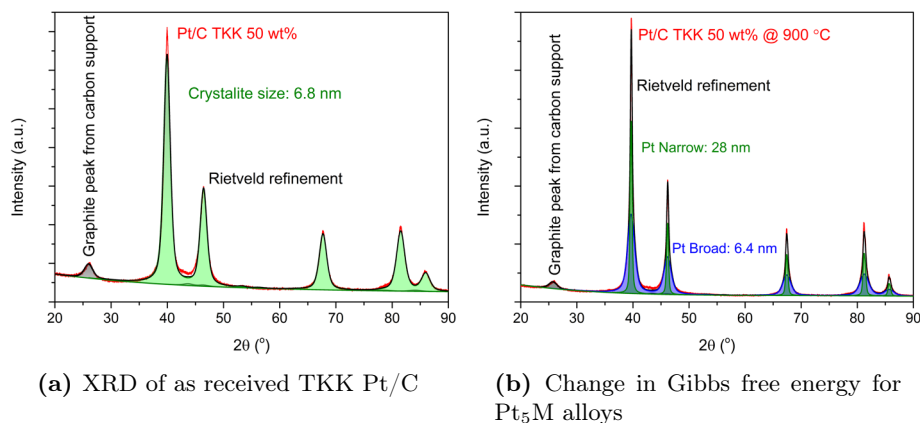 Pt/C TKK 50 wt%
Crystalite size: 6.8 nm
Rietveld refinement
Graphite peak from carbon support
Intensity (a.u.)
20 30 40 50 60 70 80 90
2θ (°)
(a) XRD of as received TKK Pt/C
Pt/C TKK 50 wt% @ 900 °C
Rietveld refinement
Pt Narrow: 28 nm
Pt Broad: 6.4 nm
Graphite peak from carbon support
Intensity (a.u.)
20 30 40 50 60 70 80 90
2θ (°)
(b) Change in Gibbs free energy for
Pt₅M alloys